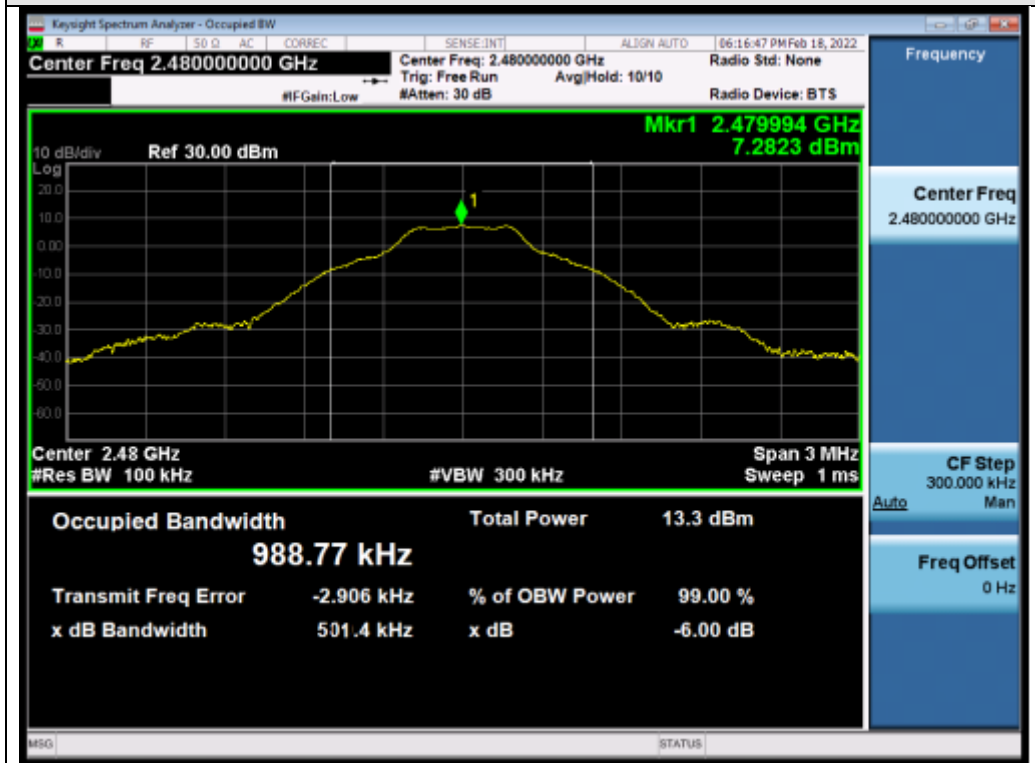 Keysight Spectrum Analyzer - Occupied BW
R RF 50 Ω AC CORREC SENSE:INT ALIGN AUTO 06:16:47 PM Feb 18, 2022
Center Freq 2.480000000 GHz
Center Freq: 2.480000000 GHz
Radio Std: None
Trig: Free Run Avg|Hold: 10/10
#IFGain:Low
#Atten: 30 dB
Radio Device: BTS
Mkr1 2.479994 GHz
7.2823 dBm
10 dB/div Ref 30.00 dBm
Log
20.0
10.0
0.00
-10.0
-20.0
-30.0
-40.0
-50.0
-60.0
1
Center 2.48 GHz
Span 3 MHz
#Res BW 100 kHz
#VBW 300 kHz
Sweep 1 ms
Occupied Bandwidth
Total Power 13.3 dBm
988.77 kHz
Transmit Freq Error -2.906 kHz % of OBW Power 99.00 %
x dB Bandwidth 501.4 kHz x dB -6.00 dB
Frequency
Center Freq
2.480000000 GHz
CF Step
300.000 kHz
Auto Man
Freq Offset
0 Hz
MSG STATUS